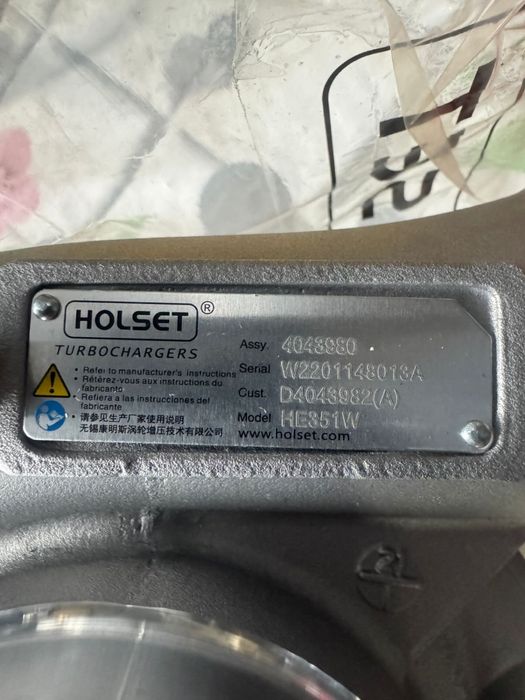 HOLSET®
TURBOCHARGERS
• Refer to manufacturer's instructions
• Référez-vous aux instructions du
fabricanto
• Refiera a las instrucciones del
fabricanto
• 请参见生产厂家使用说明
无锡康明斯涡轮增压技术有限公司
Assy. 4043980
Serial W2201148013A
Cust. D4043982(A)
Model HE351W
www.holset.com